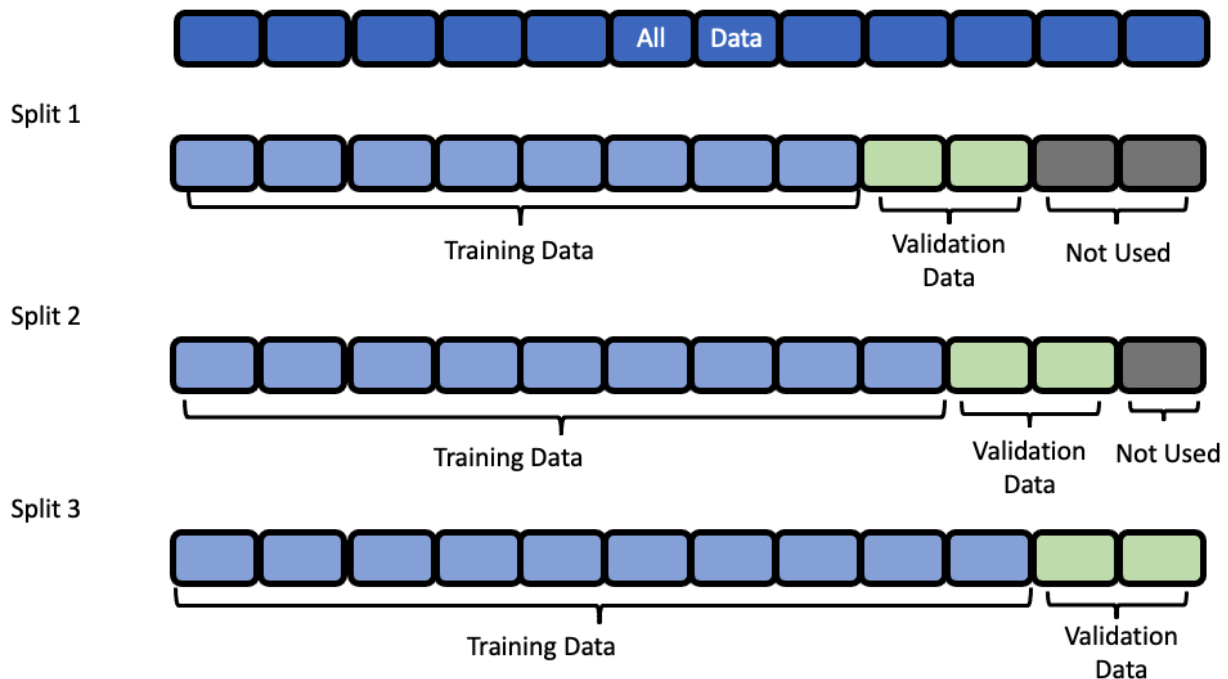 All Data
Split 1
Training Data
Validation
Data
Not Used
Split 2
Training Data
Validation
Data
Not Used
Split 3
Training Data
Validation
Data